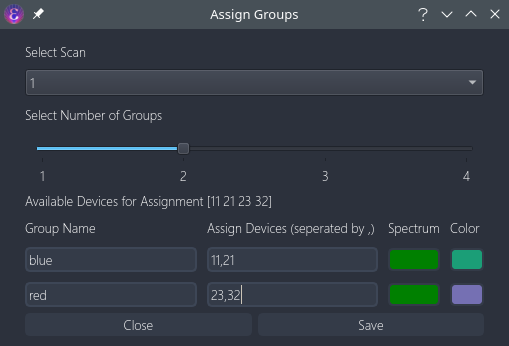 Assign Groups
Select Scan
1
Select Number of Groups
1 2 3 4
Available Devices for Assignment [11 21 23 32]
Group Name Assign Devices (seperated by ,) Spectrum Color
blue 11,21
red 23,32
Close Save